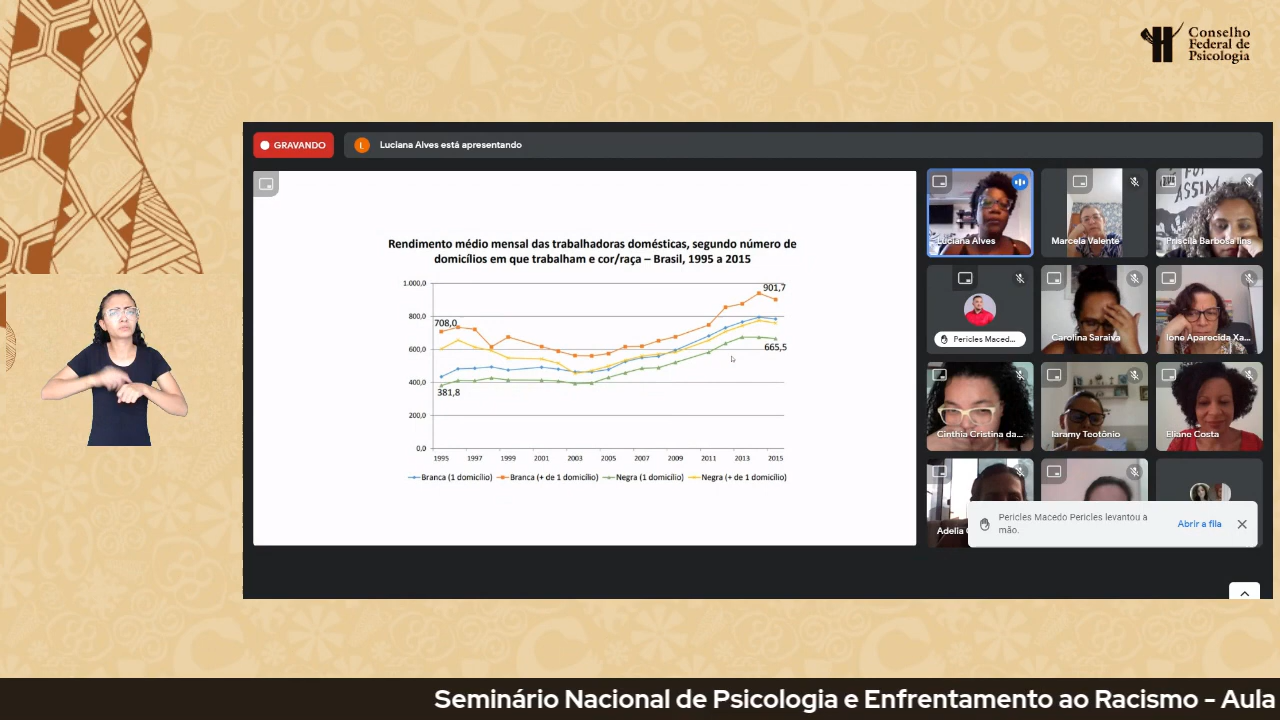 Conselho
Federal de
Psicologia
GRAVANDO
L
Luciana Alves está apresentando
Rendimento médio mensal das trabalhadoras domésticas, segundo número de
domicílios em que trabalham e cor/raça – Brasil, 1995 a 2015
1.000,0
800,0
600,0
400,0
200,0
0,0
708,0
381,8
901,7
665,5
1995 1997 1999 2001 2003 2005 2007 2009 2011 2013 2015
Branca (1 domicílio) Branca (+ de 1 domicílio) Negra (1 domicílio) Negra (+ de 1 domicílio)
Luciana Alves
Marcela Valente
FOI
ASSIM
Priscila Barbosa lins
Pericles Maced...
Carolina Saraiva
Ione Aparecida Xa...
Cinthia Cristina da...
Iaramy Teotônio
Eliane Costa
Adelia
Pericles Macedo Pericles levantou a
mão.
Abrir a fila
Seminário Nacional de Psicologia e Enfrentamento ao Racismo - Aula